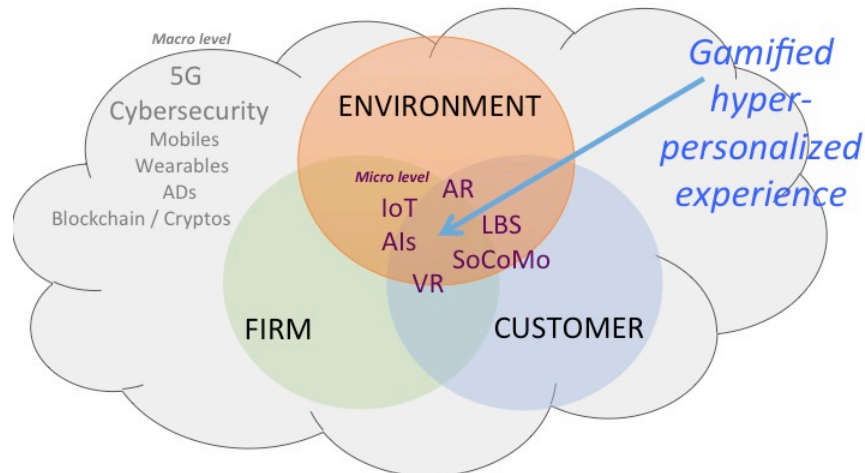 Macro level
5G
Cybersecurity
Mobiles
Wearables
ADs
Blockchain / Cryptos
ENVIRONMENT
Gamified
hyper-
personalized
experience
Micro level
AR
IoT
LBS
AIs
SoCoMo
VR
FIRM
CUSTOMER